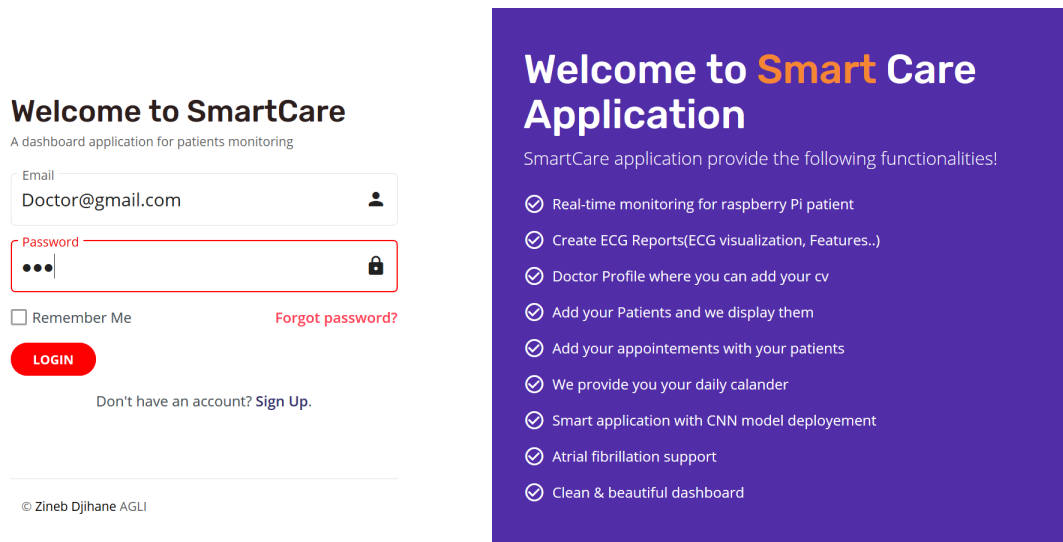 Welcome to SmartCare
A dashboard application for patients monitoring
Email
Doctor@gmail.com
Password
●●●
Remember Me
Forgot password?
LOGIN
Don't have an account? Sign Up.
© Zineb Djihane AGLI
Welcome to Smart Care
Application
SmartCare application provide the following functionalities!
Real-time monitoring for raspberry Pi patient
Create ECG Reports(ECG visualization, Features..)
Doctor Profile where you can add your cv
Add your Patients and we display them
Add your appointements with your patients
We provide you your daily calander
Smart application with CNN model deployement
Atrial fibrillation support
Clean & beautiful dashboard